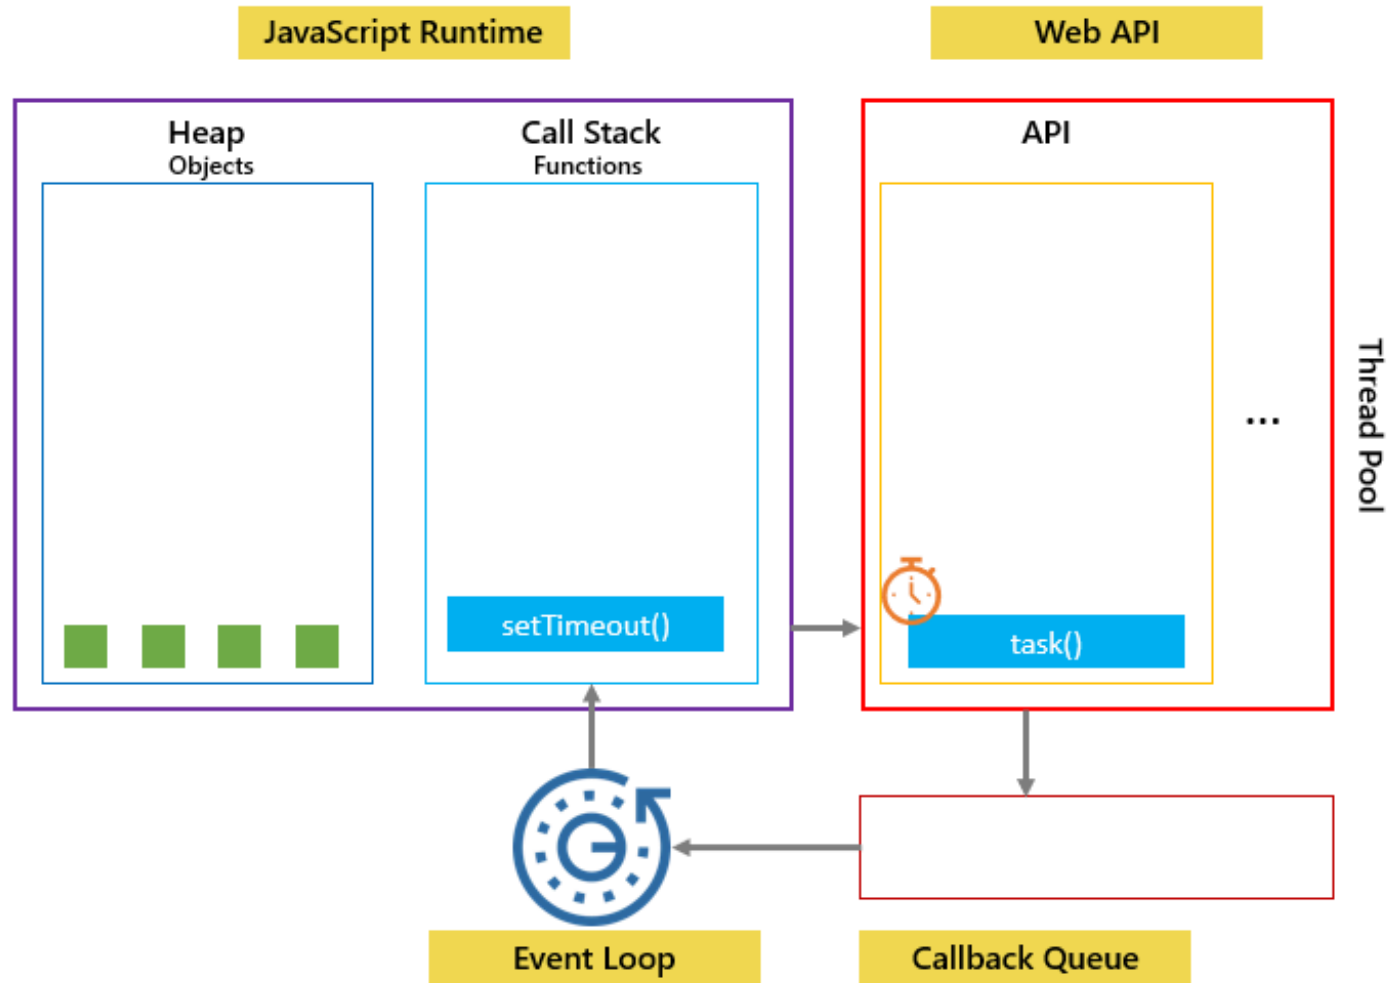 JavaScript Runtime
Web API
Heap
Objects
Call Stack
Functions
API
...
Thread Pool
setTimeout()
task()
Event Loop
Callback Queue